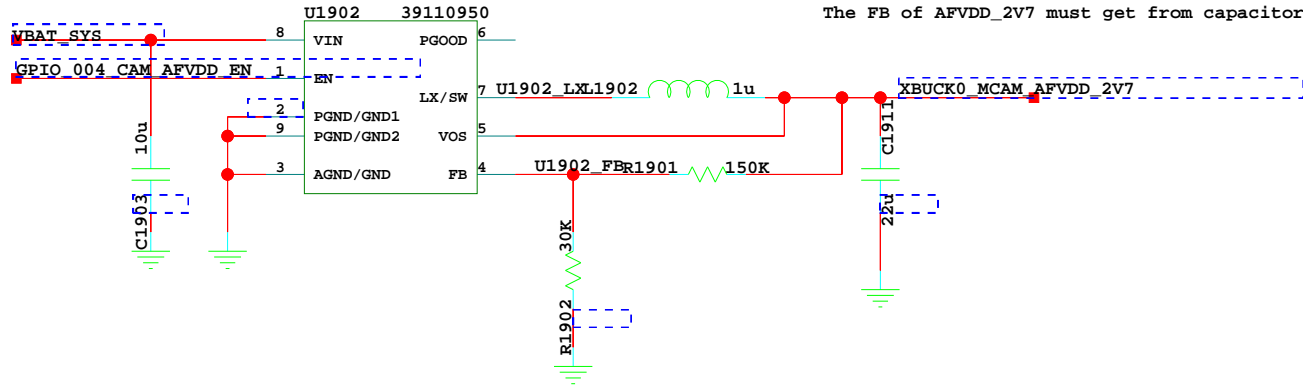 U1902 39110950
The FB of AFVDD_2V7 must get from capacitor
VBAT_SYS
8 VIN PGOOD 6
GPIO_004_CAM_AFVDD_EN
1 EN
LX/SW 7 U1902_LXL1902 1u XBUCK0_MCAM_AFVDD_2V7
2 PGND/GND1
9 PGND/GND2 VOS 5
3 AGND/GND FB 4 U1902_FB R1901 150K
10u
C1903
30K
R1902
C1911
22u